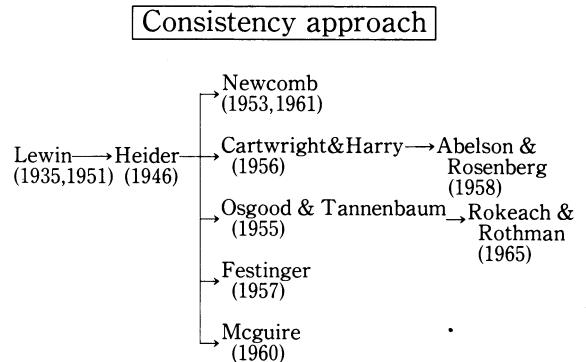 Consistency approach
Newcomb
(1953,1961)
Lewin Heider
(1935,1951) (1946)
Cartwright&Harry
(1956)
Abelson &
Rosenberg
(1958)
Osgood & Tannenbaum
(1955)
Rokeach &
Rothman
(1965)
Festinger
(1957)
Mcguire
(1960)